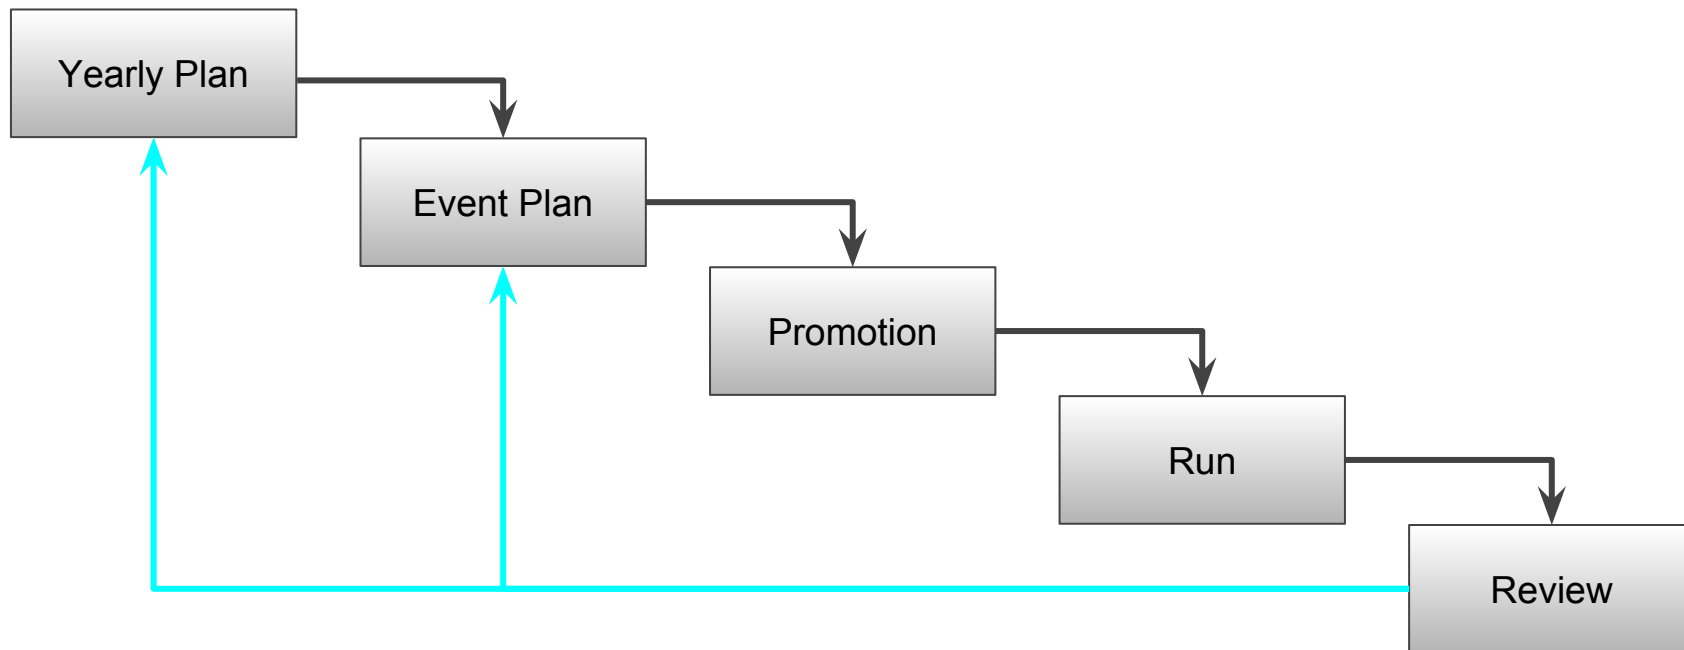 Yearly Plan
Event Plan
Promotion
Run
Review